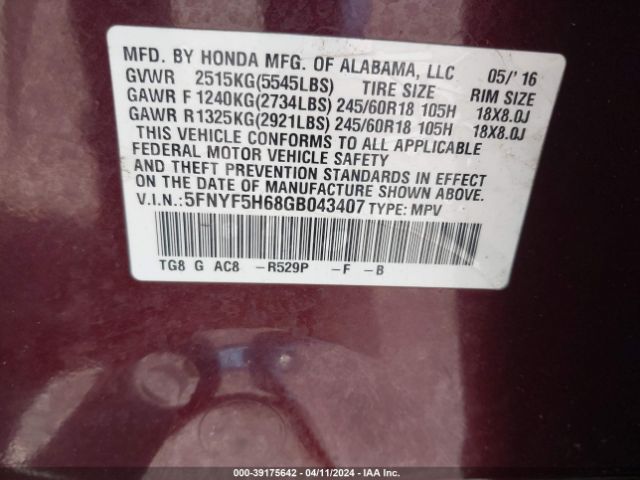 MFD. BY HONDA MFG. OF ALABAMA, LLC 05/'16
GVWR 2515KG(5545LBS) TIRE SIZE RIM SIZE
GAWR F 1240KG(2734LBS) 245/60R18 105H 18X8.0J
GAWR R 1325KG(2921LBS) 245/60R18 105H 18X8.0J
THIS VEHICLE CONFORMS TO ALL APPLICABLE
FEDERAL MOTOR VEHICLE SAFETY
AND THEFT PREVENTION STANDARDS IN EFFECT
ON THE DATE OF MANUFACTURE SHOWN ABOVE.
V.I.N.:5FNYF5H68GB043407 TYPE: MPV
TG8 G AC8 -R529P -F -B
000-39175642 / 04/11/2024 - IAA Inc.